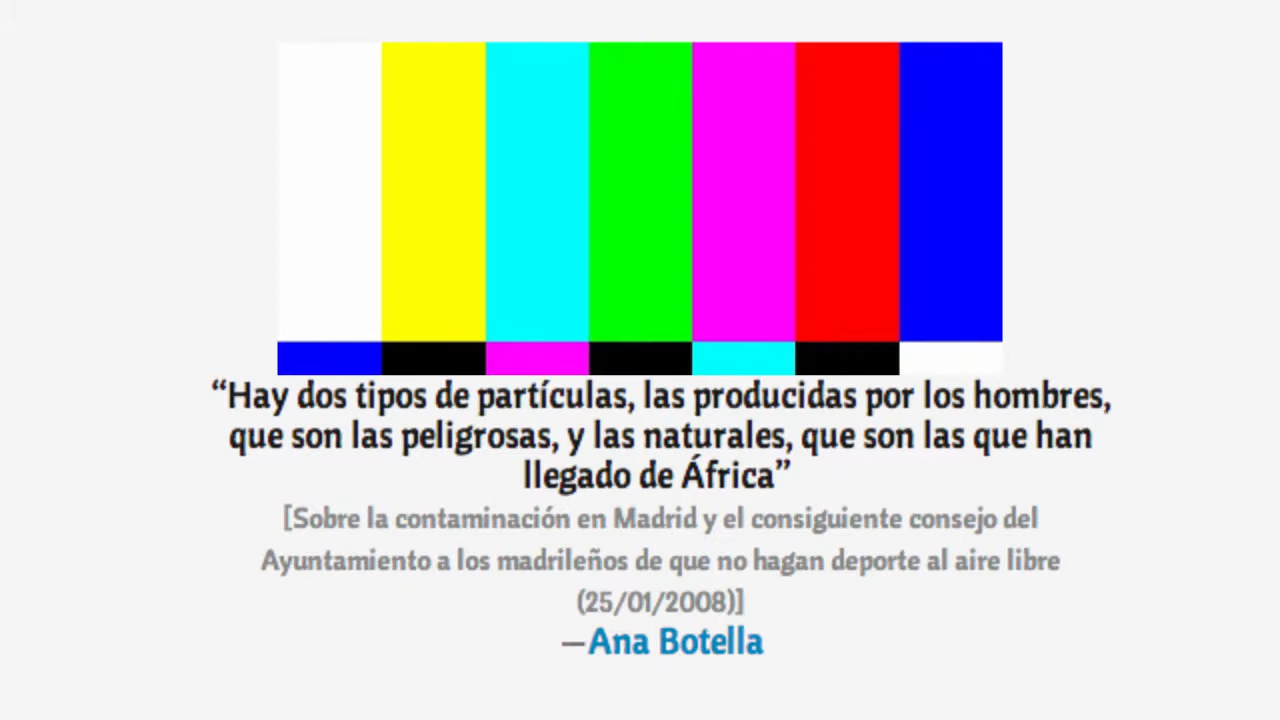 “Hay dos tipos de partículas, las producidas por los hombres,
que son las peligrosas, y las naturales, que son las que han
llegado de África”
[Sobre la contaminación en Madrid y el consiguiente consejo del
Ayuntamiento a los madrileños de que no hagan deporte al aire libre
(25/01/2008)]
—Ana Botella